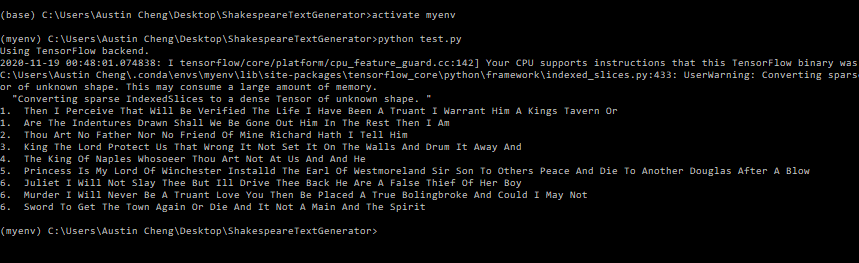 (base) C:\Users\Austin Cheng\Desktop\ShakespeareTextGenerator>activate myenv
(myenv) C:\Users\Austin Cheng\Desktop\ShakespeareTextGenerator>python test.py
Using TensorFlow backend.
2020-11-19 00:48:01.074838: I tensorflow/core/platform/cpu_feature_guard.cc:142] Your CPU supports instructions that this TensorFlow binary was
C:\Users\Austin Cheng\.conda\envs\myenv\lib\site-packages\tensorflow_core\python\framework\indexed_slices.py:433: UserWarning: Converting spars
or of unknown shape. This may consume a large amount of memory.
  "Converting sparse IndexedSlices to a dense Tensor of unknown shape. "
1.  Then I Perceive That Will Be Verified The Life I Have Been A Truant I Warrant Him A Kings Tavern Or
1.  Are The Indentures Drawn Shall We Be Gone Out Him In The Rest Then I Am
2.  Thou Art No Father Nor No Friend Of Mine Richard Hath I Tell Him
3.  King The Lord Protect Us That Wrong It Not Set It On The Walls And Drum It Away And
4.  The King Of Naples Whosoeer Thou Art Not At Us And And He
5.  Princess Is My Lord Of Winchester Installd The Earl Of Westmoreland Sir Son To Others Peace And Die To Another Douglas After A Blow
6.  Juliet I Will Not Slay Thee But Ill Drive Thee Back He Are A False Thief Of Her Boy
6.  Murder I Will Never Be A Truant Love You Then Be Placed A True Bolingbroke And Could I May Not
6.  Sword To Get The Town Again Or Die And It Not A Main And The Spirit
(myenv) C:\Users\Austin Cheng\Desktop\ShakespeareTextGenerator>